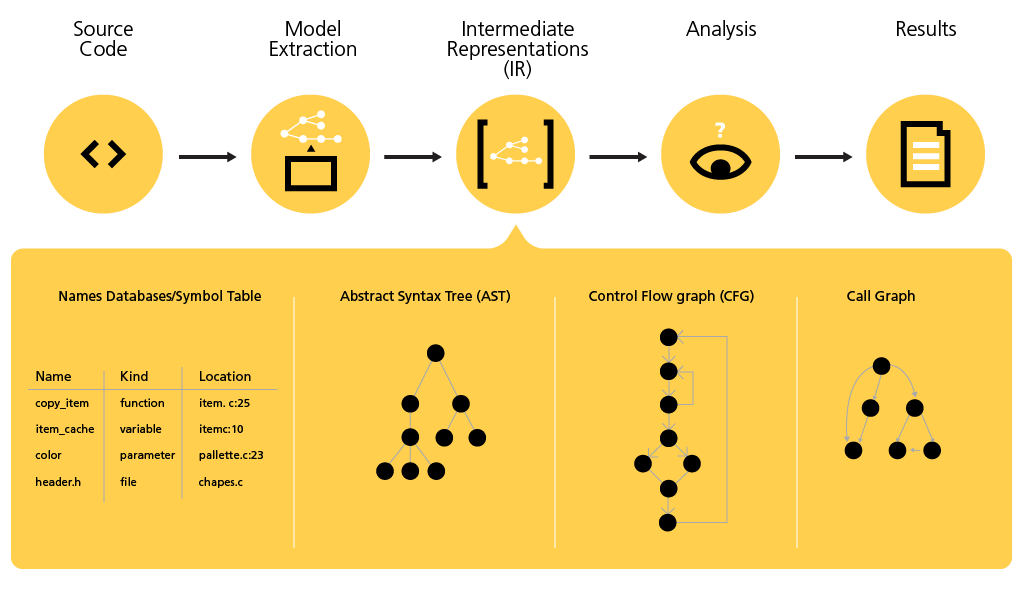 Source
Code
Model
Extraction
Intermediate
Representations
(IR)
Analysis
Results
?
Names Databases/Symbol Table
Name Kind Location
copy_item function item. c:25
item_cache variable itemc:10
color parameter pallette.c:23
header.h file chapes.c
Abstract Syntax Tree (AST)
Control Flow graph (CFG)
Call Graph